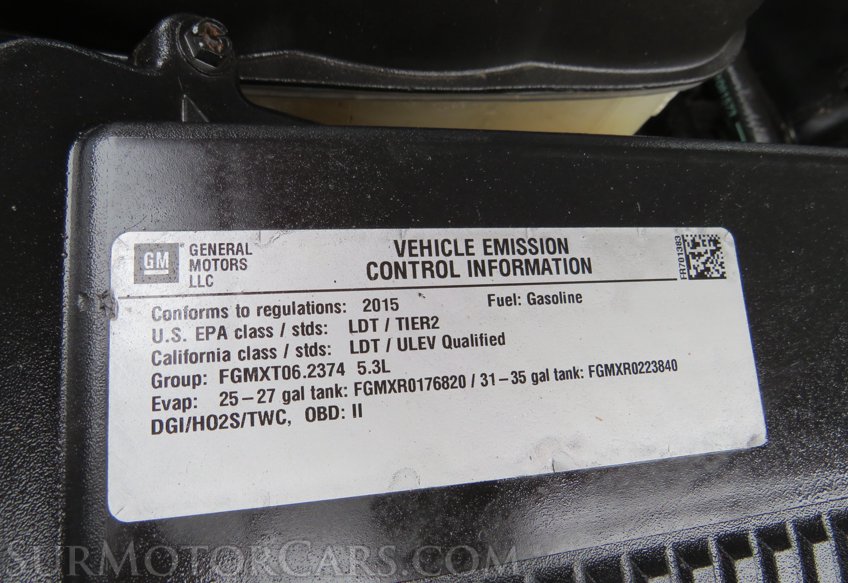 GM
GENERAL
MOTORS
LLC
VEHICLE EMISSION
CONTROL INFORMATION
FR701383
Conforms to regulations: 2015 Fuel: Gasoline
U.S. EPA class / stds: LDT / TIER2
California class / stds: LDT / ULEV Qualified
Group: FGMXT06.2374 5.3L
Evap: 25-27 gal tank: FGMXR0176820 / 31-35 gal tank: FGMXR0223840
DGI/HO2S/TWC, OBD: II
SurMotorCars.com